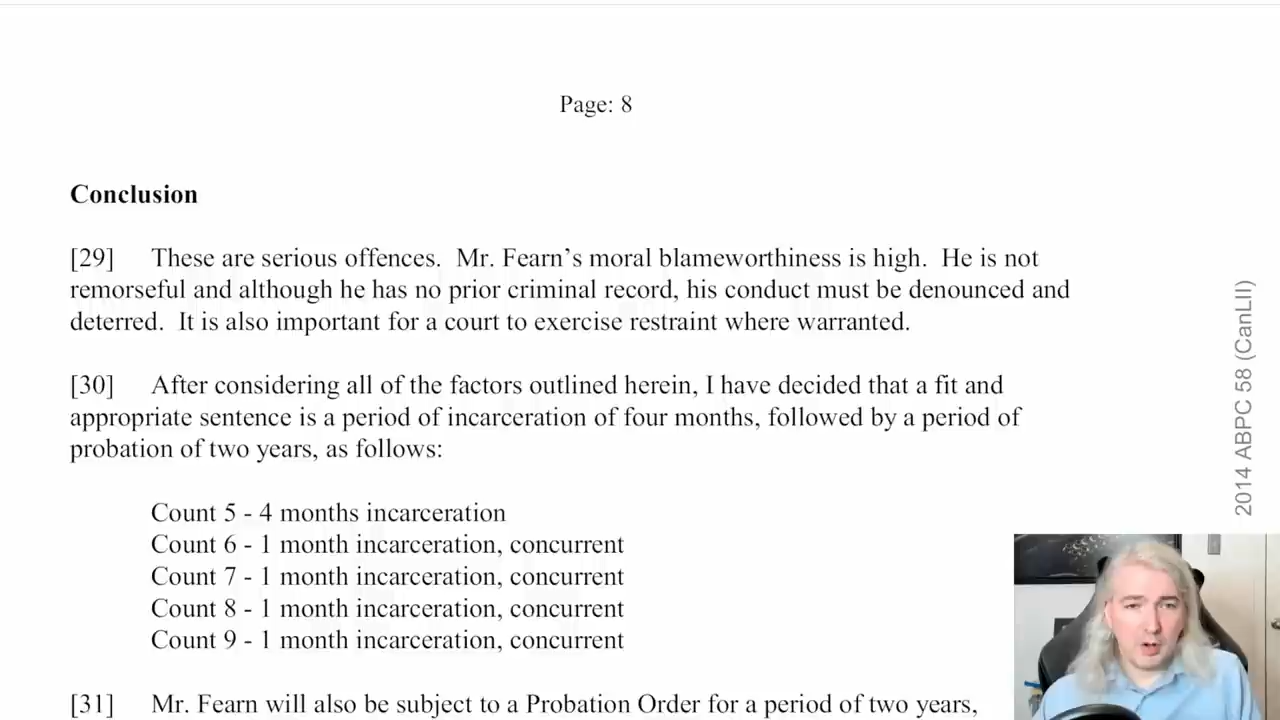 Page: 8
Conclusion
[29] These are serious offences. Mr. Fearn's moral blameworthiness is high. He is not
remorseful and although he has no prior criminal record, his conduct must be denounced and
deterred. It is also important for a court to exercise restraint where warranted.
[30] After considering all of the factors outlined herein, I have decided that a fit and
appropriate sentence is a period of incarceration of four months, followed by a period of
probation of two years, as follows:
Count 5 - 4 months incarceration
Count 6 - 1 month incarceration, concurrent
Count 7 - 1 month incarceration, concurrent
Count 8 - 1 month incarceration, concurrent
Count 9 - 1 month incarceration, concurrent
[31] Mr. Fearn will also be subject to a Probation Order for a period of two years,
2014 ABPC 58 (CanLII)